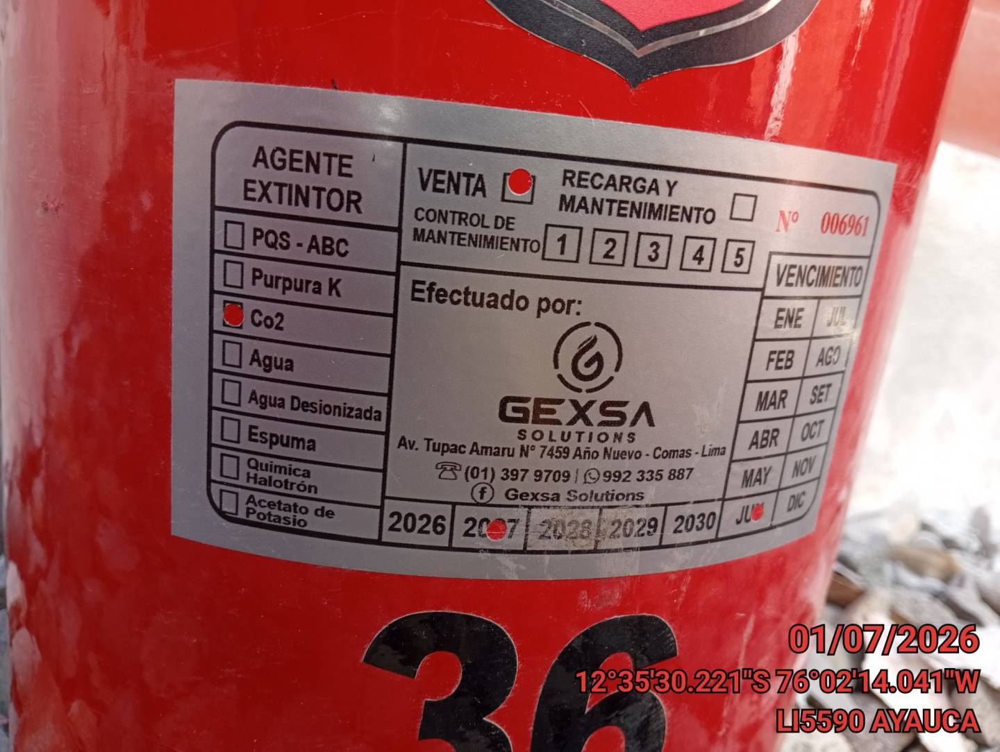 AGENTE
EXTINTOR
PQS - ABC
Purpura K
Co2
Agua
Agua Desionizada
Espuma
Quimica
Halotrón
Acetato de
Potasio
VENTA
RECARGA Y
MANTENIMIENTO
Nº 006961
CONTROL DE
MANTENIMIENTO 1 2 3 4 5
Efectuado por:
GEXSA
SOLUTIONS
Av. Tupac Amaru N° 7459 Año Nuevo - Comas - Lima
(01) 397 9709 | 992 335 887
Gexsa Solutions
VENCIMIENTO
ENE JUL
FEB AGO
MAR SET
ABR OCT
MAY NOV
JUN DIC
2026 2027 2028 2029 2030
36
01/07/2026
12°35'30.221"S 76°02'14.041"W
LI5590 AYAUCA